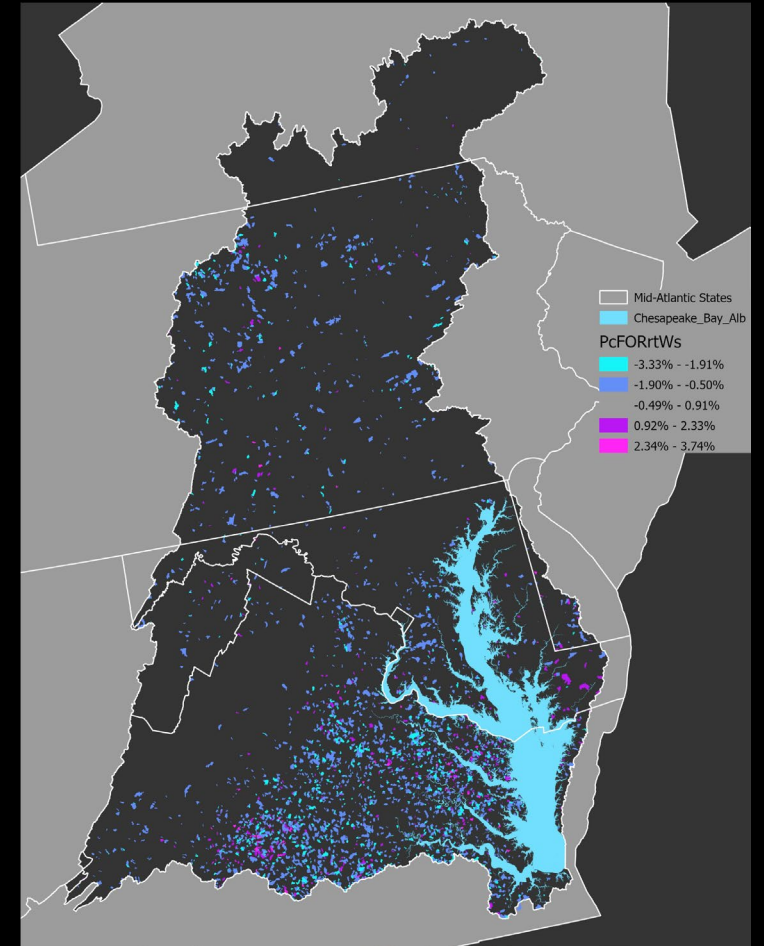 Mid-Atlantic States
Chesapeake_Bay_Alb
PcFORrtWs
-3.33% - -1.91%
-1.90% - -0.50%
-0.49% - 0.91%
0.92% - 2.33%
2.34% - 3.74%